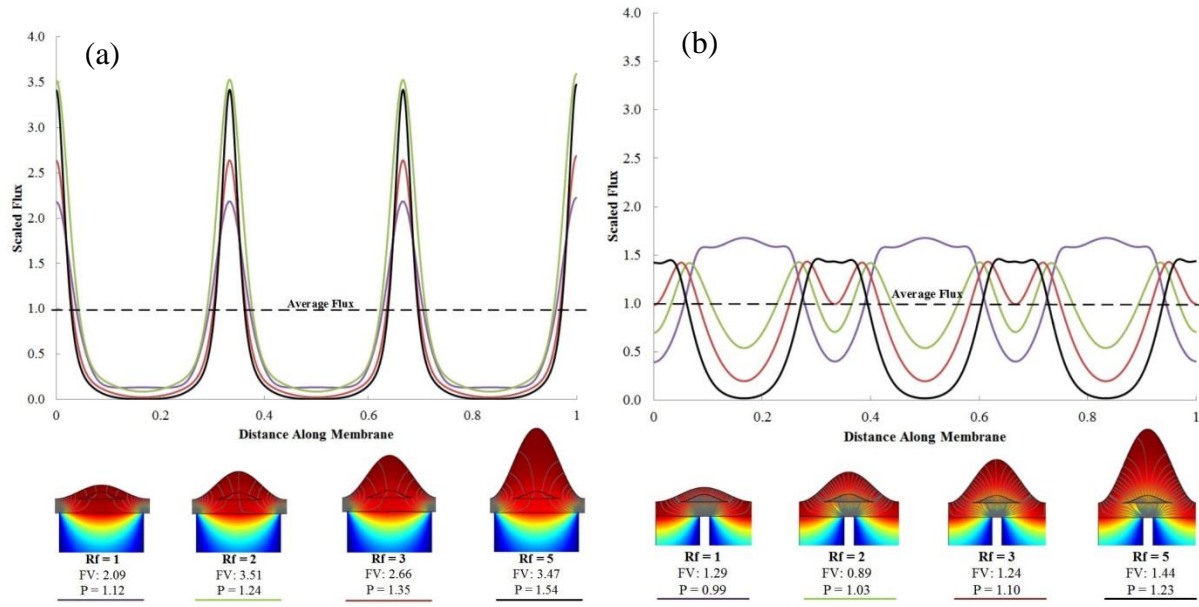 (a)
4.0
3.5
3.0
2.5
2.0
1.5
1.0
0.5
0.0
Scaled Flux
Average Flux
0
0.2
0.4
0.6
0.8
1
Distance Along Membrane
Rf = 1
FV: 2.09
P = 1.12
Rf = 2
FV: 3.51
P = 1.24
Rf = 3
FV: 2.66
P = 1.35
Rf = 5
FV: 3.47
P = 1.54
(b)
4.0
3.5
3.0
2.5
2.0
1.5
1.0
0.5
0.0
Scaled Flux
Average Flux
0
0.2
0.4
0.6
0.8
1
Distance Along Membrane
Rf = 1
FV: 1.29
P = 0.99
Rf = 2
FV: 0.89
P = 1.03
Rf = 3
FV: 1.24
P = 1.10
Rf = 5
FV: 1.44
P = 1.23